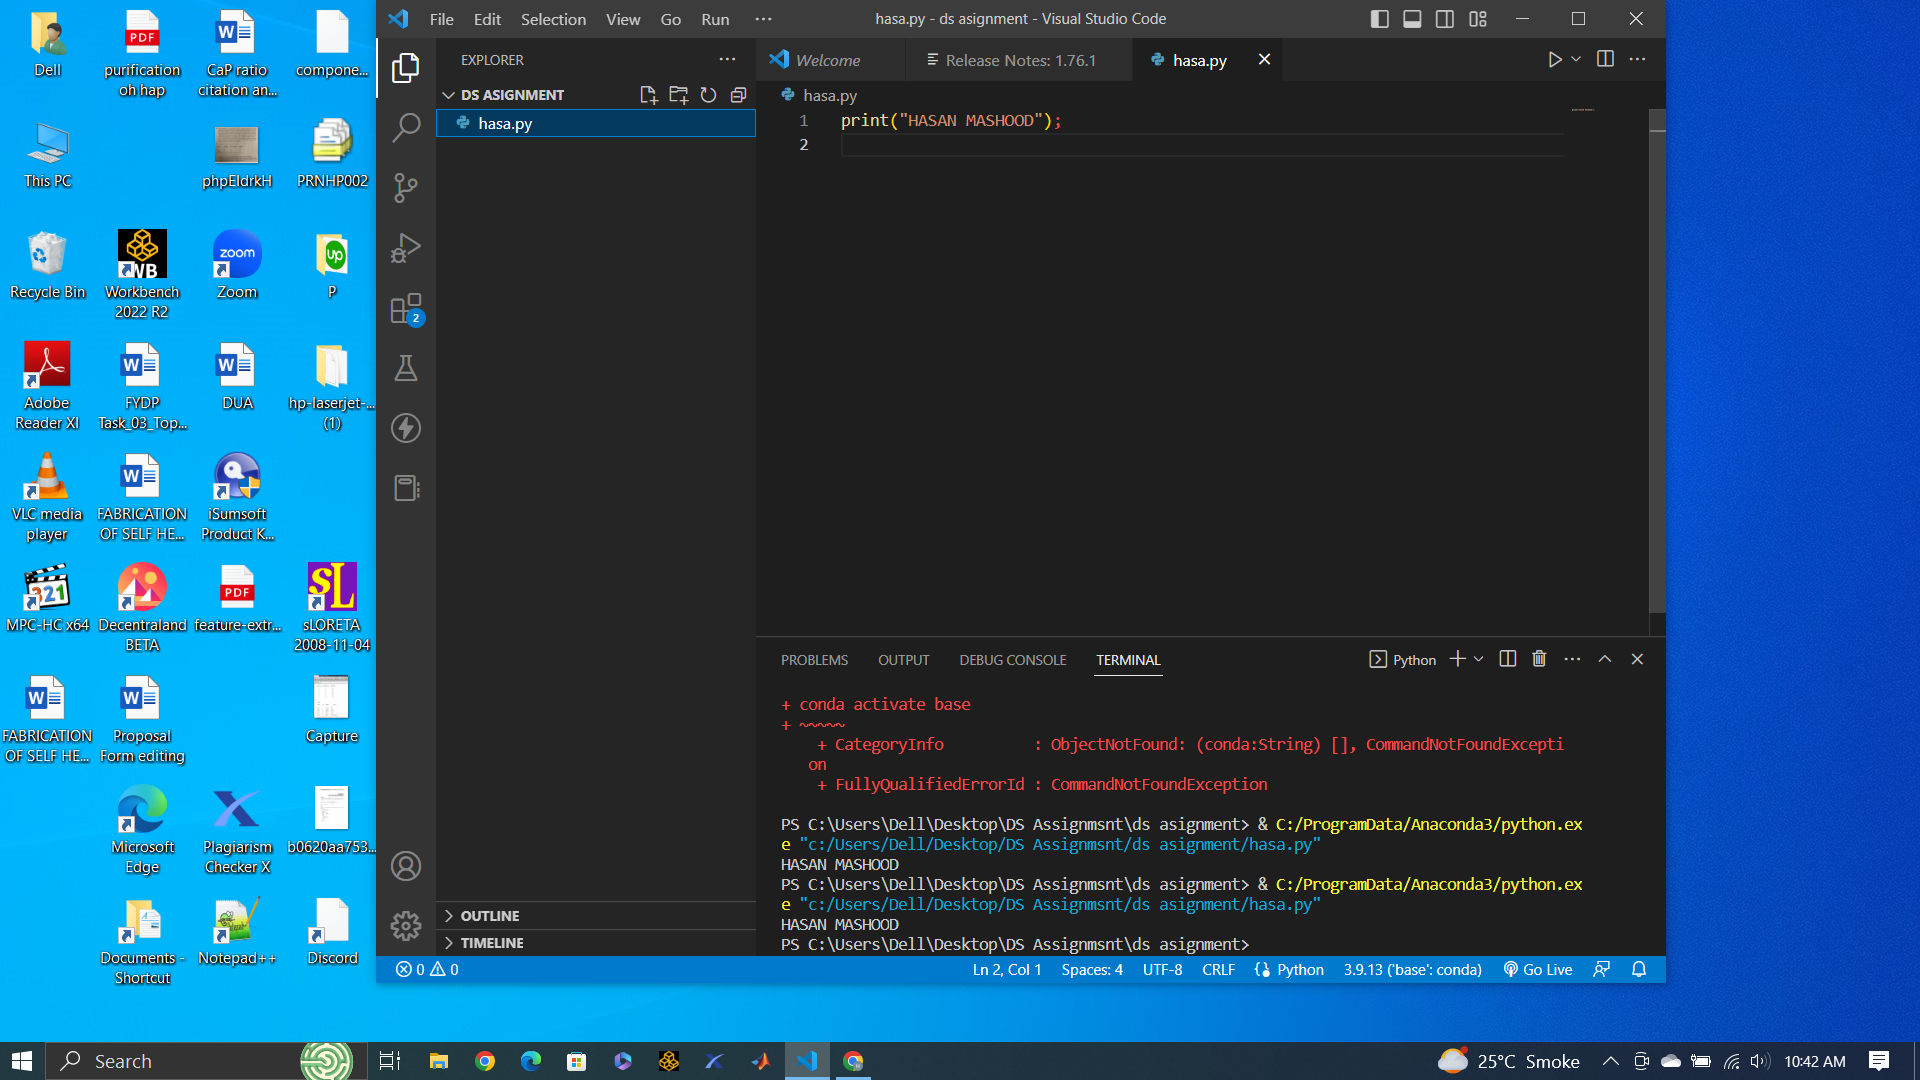 Dell
purification
oh hap
CaP ratio
citation an...
compone...
This PC
phpEldrkH
PRNHP002
Recycle Bin
Workbench
2022 R2
Zoom
P
Adobe
Reader XI
FYDP
Task_03_Top...
DUA
hp-laserjet-...
(1)
VLC media
player
FABRICATION
OF SELF HE...
iSumsoft
Product K...
MPC-HC x64
Decentraland
BETA
feature-extr...
sLORETA
2008-11-04
FABRICATION
OF SELF HE...
Proposal
Form editing
Capture
Microsoft
Edge
Plagiarism
Checker X
b0620aa753...
Documents -
Shortcut
Notepad++
Discord
PDF
WB
zoom
up
321
PDF
sL
File Edit Selection View Go Run ···
hasa.py - ds asignment - Visual Studio Code
EXPLORER
DS ASIGNMENT
hasa.py
2
OUTLINE
TIMELINE
Welcome Release Notes: 1.76.1 hasa.py
hasa.py
1 print("HASAN MASHOOD");
2
PROBLEMS OUTPUT DEBUG CONSOLE TERMINAL Python
+ conda activate base
+ ~~~~~
+ CategoryInfo : ObjectNotFound: (conda:String) [], CommandNotFoundExcepti
on
+ FullyQualifiedErrorId : CommandNotFoundException
PS C:\Users\Dell\Desktop\DS Assignmsnt\ds asignment> & C:/ProgramData/Anaconda3/python.ex
e "c:/Users/Dell/Desktop/DS Assignmsnt/ds asignment/hasa.py"
HASAN MASHOOD
PS C:\Users\Dell\Desktop\DS Assignmsnt\ds asignment> & C:/ProgramData/Anaconda3/python.ex
e "c:/Users/Dell/Desktop/DS Assignmsnt/ds asignment/hasa.py"
HASAN MASHOOD
PS C:\Users\Dell\Desktop\DS Assignmsnt\ds asignment>
0 0 Ln 2, Col 1 Spaces: 4 UTF-8 CRLF Python 3.9.13 ('base': conda) Go Live
Search 25°C Smoke 10:42 AM